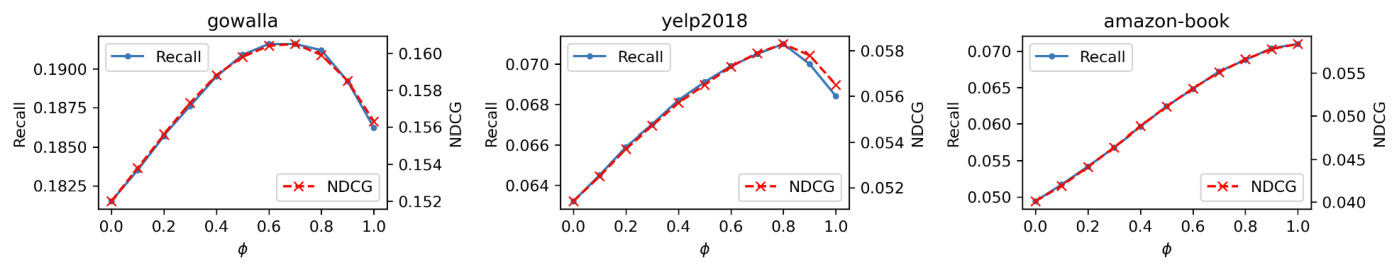 gowalla
Recall
NDCG
0.1900
0.1875
0.1850
0.1825
Recall
0.160
0.158
0.156
0.154
0.152
NDCG
0.0 0.2 0.4 0.6 0.8 1.0
ϕ
yelp2018
Recall
NDCG
0.070
0.068
0.066
0.064
Recall
0.058
0.056
0.054
0.052
NDCG
0.0 0.2 0.4 0.6 0.8 1.0
ϕ
amazon-book
Recall
NDCG
0.070
0.065
0.060
0.055
0.050
Recall
0.055
0.050
0.045
0.040
NDCG
0.0 0.2 0.4 0.6 0.8 1.0
ϕ